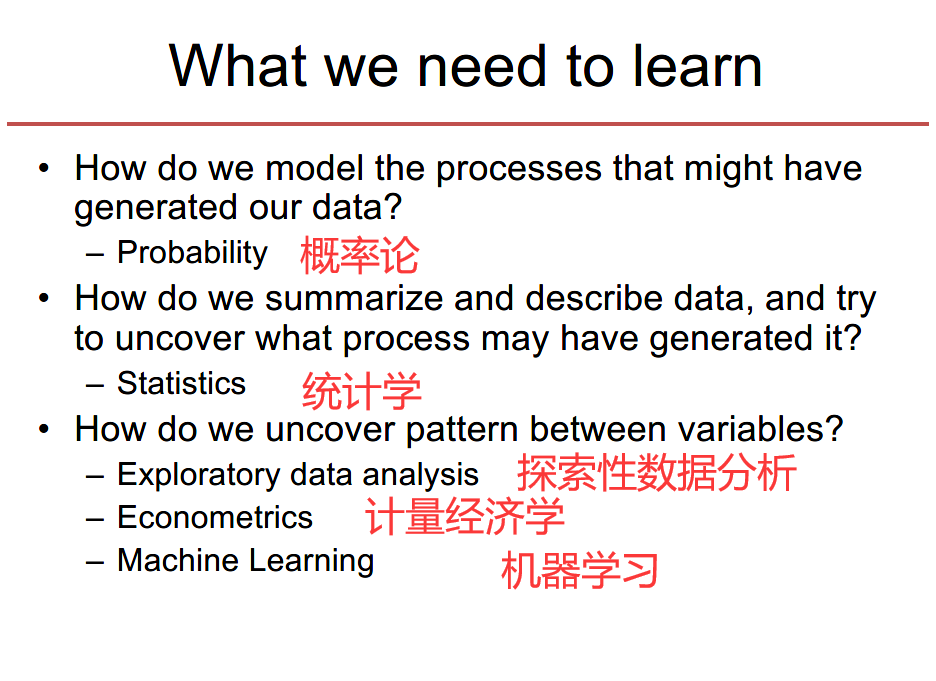 What we need to learn
• How do we model the processes that might have
generated our data?
– Probability 概率论
• How do we summarize and describe data, and try
to uncover what process may have generated it?
– Statistics 统计学
• How do we uncover pattern between variables?
– Exploratory data analysis 探索性数据分析
– Econometrics 计量经济学
– Machine Learning 机器学习